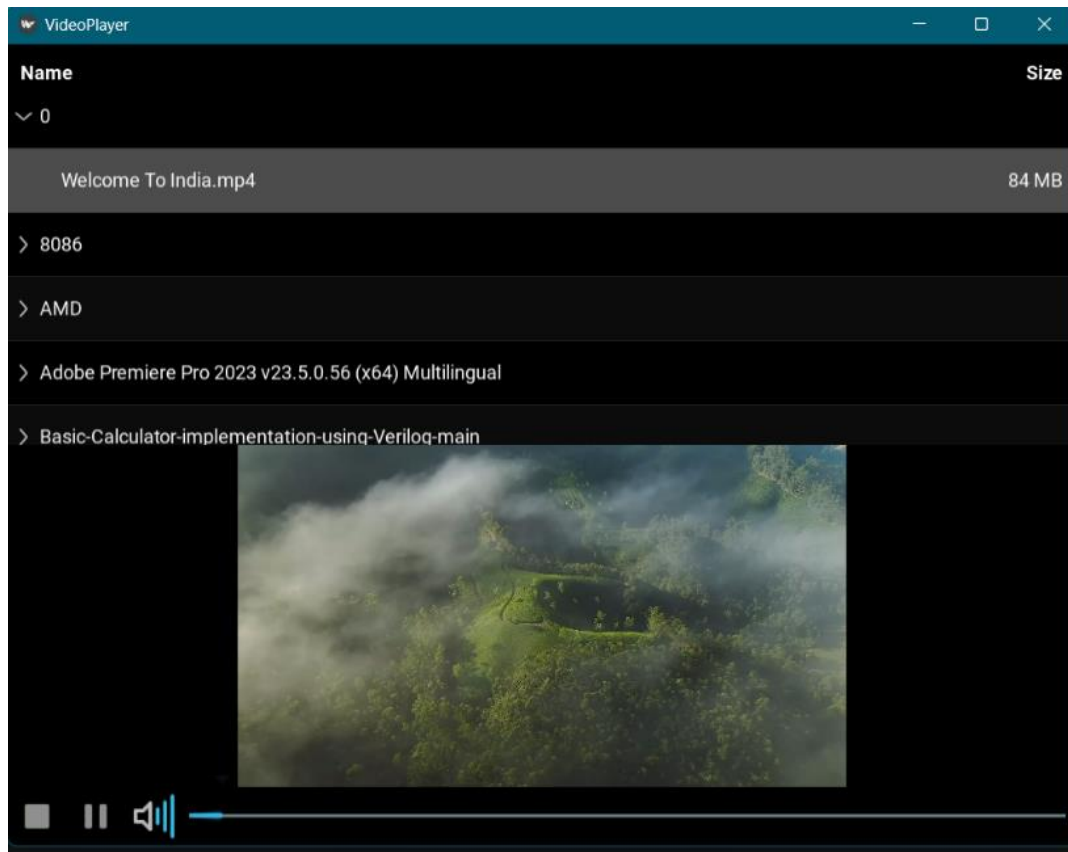 VideoPlayer
Name Size
0
Welcome To India.mp4 84 MB
8086
AMD
Adobe Premiere Pro 2023 v23.5.0.56 (x64) Multilingual
Basic-Calculator-implementation-using-Verilog-main